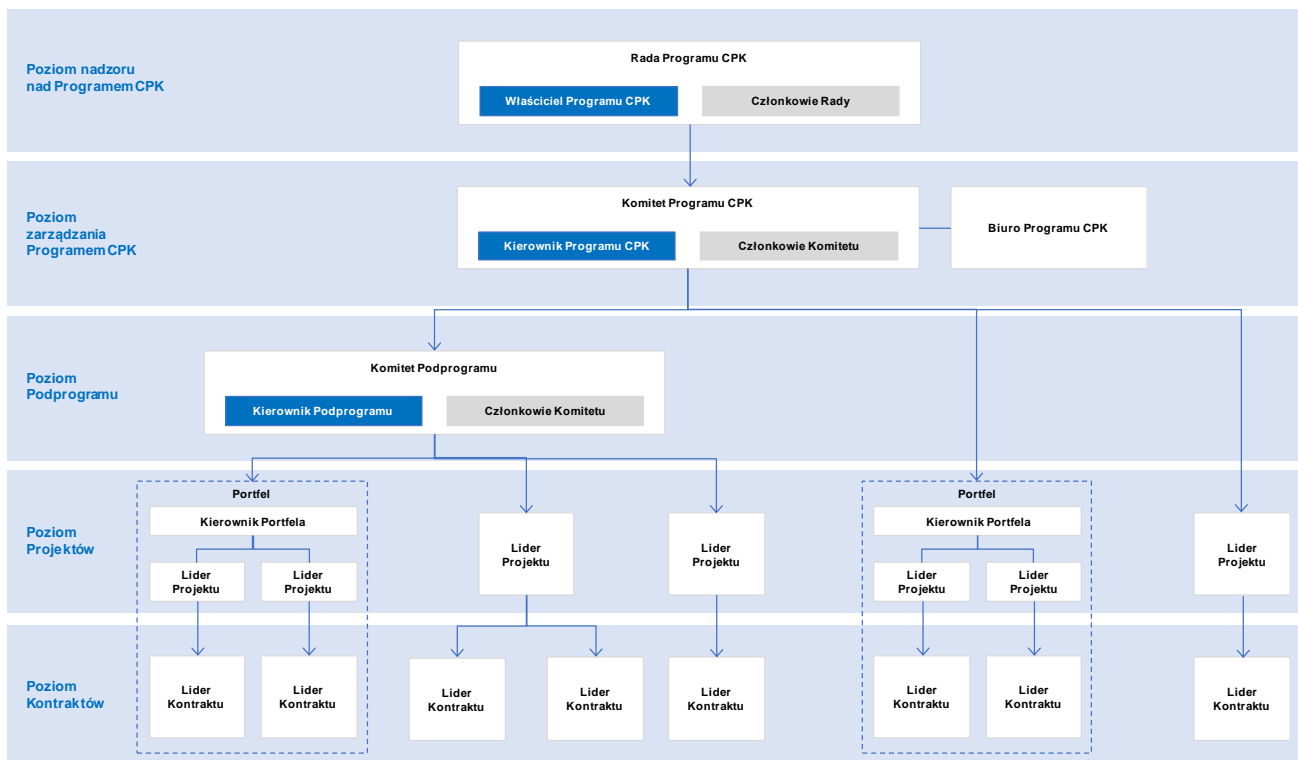 Poziom nadzoru
nad Programem CPK
Rada Programu CPK
Właściciel Programu CPK
Członkowie Rady
Poziom
zarządzania
Programem CPK
Komitet Programu CPK
Kierownik Programu CPK
Członkowie Komitetu
Biuro Programu CPK
Poziom
Podprogramu
Komitet Podprogramu
Kierownik Podprogramu
Członkowie Komitetu
Poziom
Projektów
Portfel
Kierownik Portfela
Lider
Projektu
Lider
Projektu
Lider
Projektu
Lider
Projektu
Portfel
Kierownik Portfela
Lider
Projektu
Lider
Projektu
Lider
Projektu
Poziom
Kontraktów
Lider
Kontraktu
Lider
Kontraktu
Lider
Kontraktu
Lider
Kontraktu
Lider
Kontraktu
Lider
Kontraktu
Lider
Kontraktu
Lider
Kontraktu